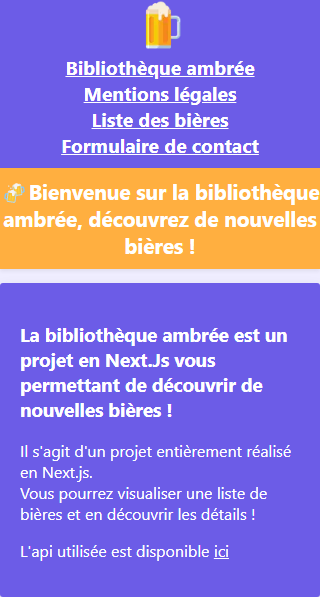 Bibliothèque ambrée
Mentions légales
Liste des bières
Formulaire de contact
🍻 Bienvenue sur la bibliothèque
ambrée, découvrez de nouvelles
bières !
La bibliothèque ambrée est un
projet en Next.Js vous
permettant de découvrir de
nouvelles bières !
Il s'agit d'un projet entièrement réalisé
en Next.js.
Vous pourrez visualiser une liste de
bières et en découvrir les détails !
L'api utilisée est disponible ici